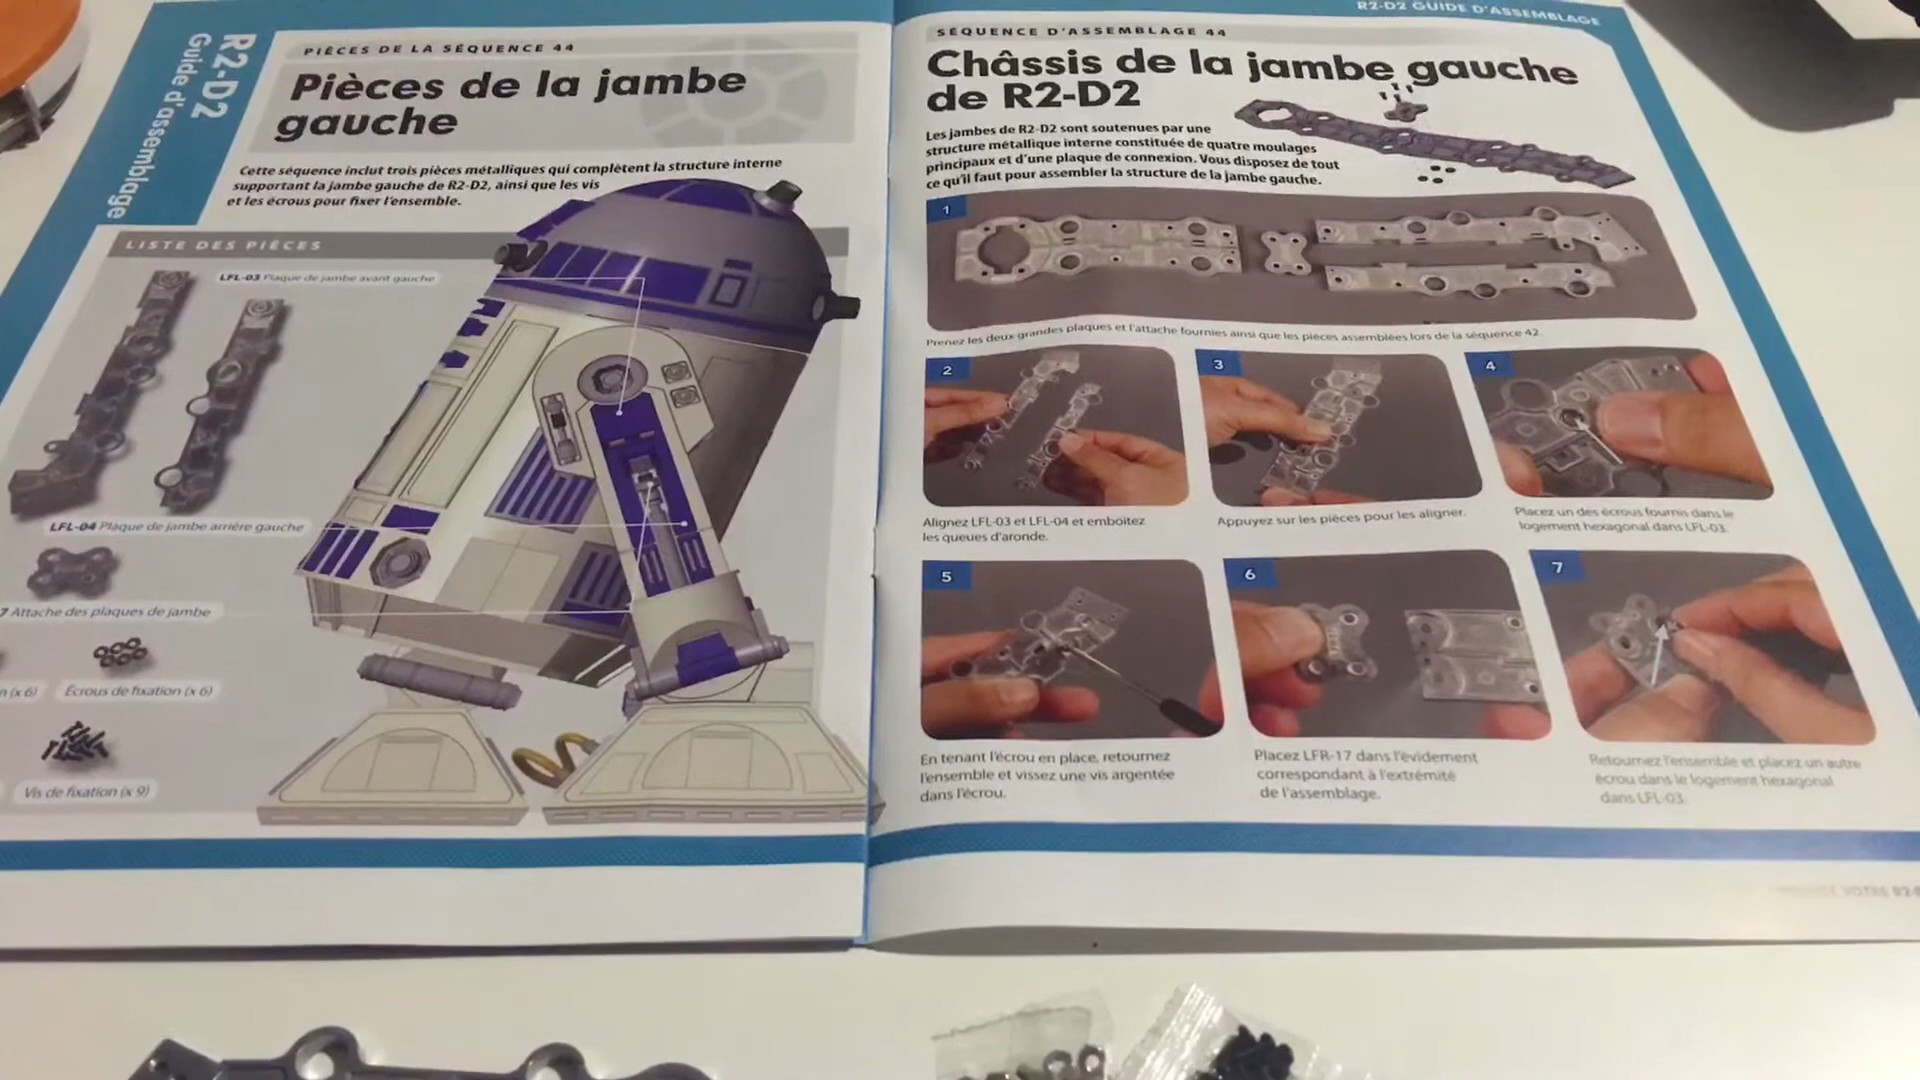 R2-D2
Guide d'assemblage
PIÈCES DE LA SÉQUENCE 44
Pièces de la jambe
gauche
Cette séquence inclut trois pièces métalliques qui complètent la structure interne
supportant la jambe gauche de R2-D2, ainsi que les vis
et les écrous pour fixer l'ensemble.
LISTE DES PIÈCES
LFL-03 Plaque de jambe avant gauche
LFL-04 Plaque de jambe arrière gauche
7 Attache des plaques de jambe
n (x 6)
Écrous de fixation (x 6)
Vis de fixation (x 9)
R2-D2 GUIDE D'ASSEMBLAGE
SÉQUENCE D'ASSEMBLAGE 44
Châssis de la jambe gauche
de R2-D2
Les jambes de R2-D2 sont soutenues par une
structure métallique interne constituée de quatre moulages
principaux et d'une plaque de connexion. Vous disposez de tout
ce qu'il faut pour assembler la structure de la jambe gauche.
1
Prenez les deux grandes plaques et l'attache fournies ainsi que les pièces assemblées lors de la séquence 42.
2
3
4
Alignez LFL-03 et LFL-04 et emboîtez
les queues d'aronde.
Appuyez sur les pièces pour les aligner.
Placez un des écrous fournis dans le
logement hexagonal dans LFL-03.
5
6
7
En tenant l'écrou en place, retournez
l'ensemble et vissez une vis argentée
dans l'écrou.
Placez LFR-17 dans l'évidement
correspondant à l'extrémité
de l'assemblage.
Retournez l'ensemble et placez un autre
écrou dans le logement hexagonal
dans LFL-03.
VOTRE R2-